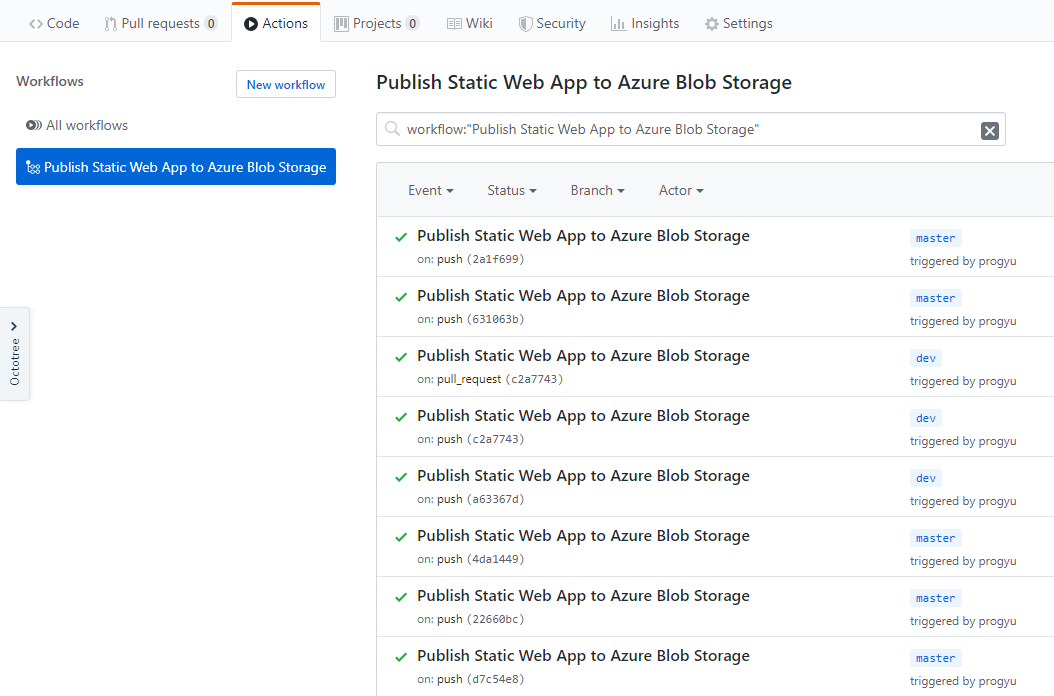 Code Pull requests 0 Actions Projects 0 Wiki Security Insights Settings
Workflows
New workflow
All workflows
Publish Static Web App to Azure Blob Storage
Octotree
Publish Static Web App to Azure Blob Storage
workflow:"Publish Static Web App to Azure Blob Storage"
Event Status Branch Actor
Publish Static Web App to Azure Blob Storage master
on: push (2a1f699) triggered by progyu
Publish Static Web App to Azure Blob Storage master
on: push (631063b) triggered by progyu
Publish Static Web App to Azure Blob Storage dev
on: pull_request (c2a7743) triggered by progyu
Publish Static Web App to Azure Blob Storage dev
on: push (c2a7743) triggered by progyu
Publish Static Web App to Azure Blob Storage dev
on: push (a63367d) triggered by progyu
Publish Static Web App to Azure Blob Storage master
on: push (4da1449) triggered by progyu
Publish Static Web App to Azure Blob Storage master
on: push (22660bc) triggered by progyu
Publish Static Web App to Azure Blob Storage master
on: push (d7c54e8) triggered by progyu